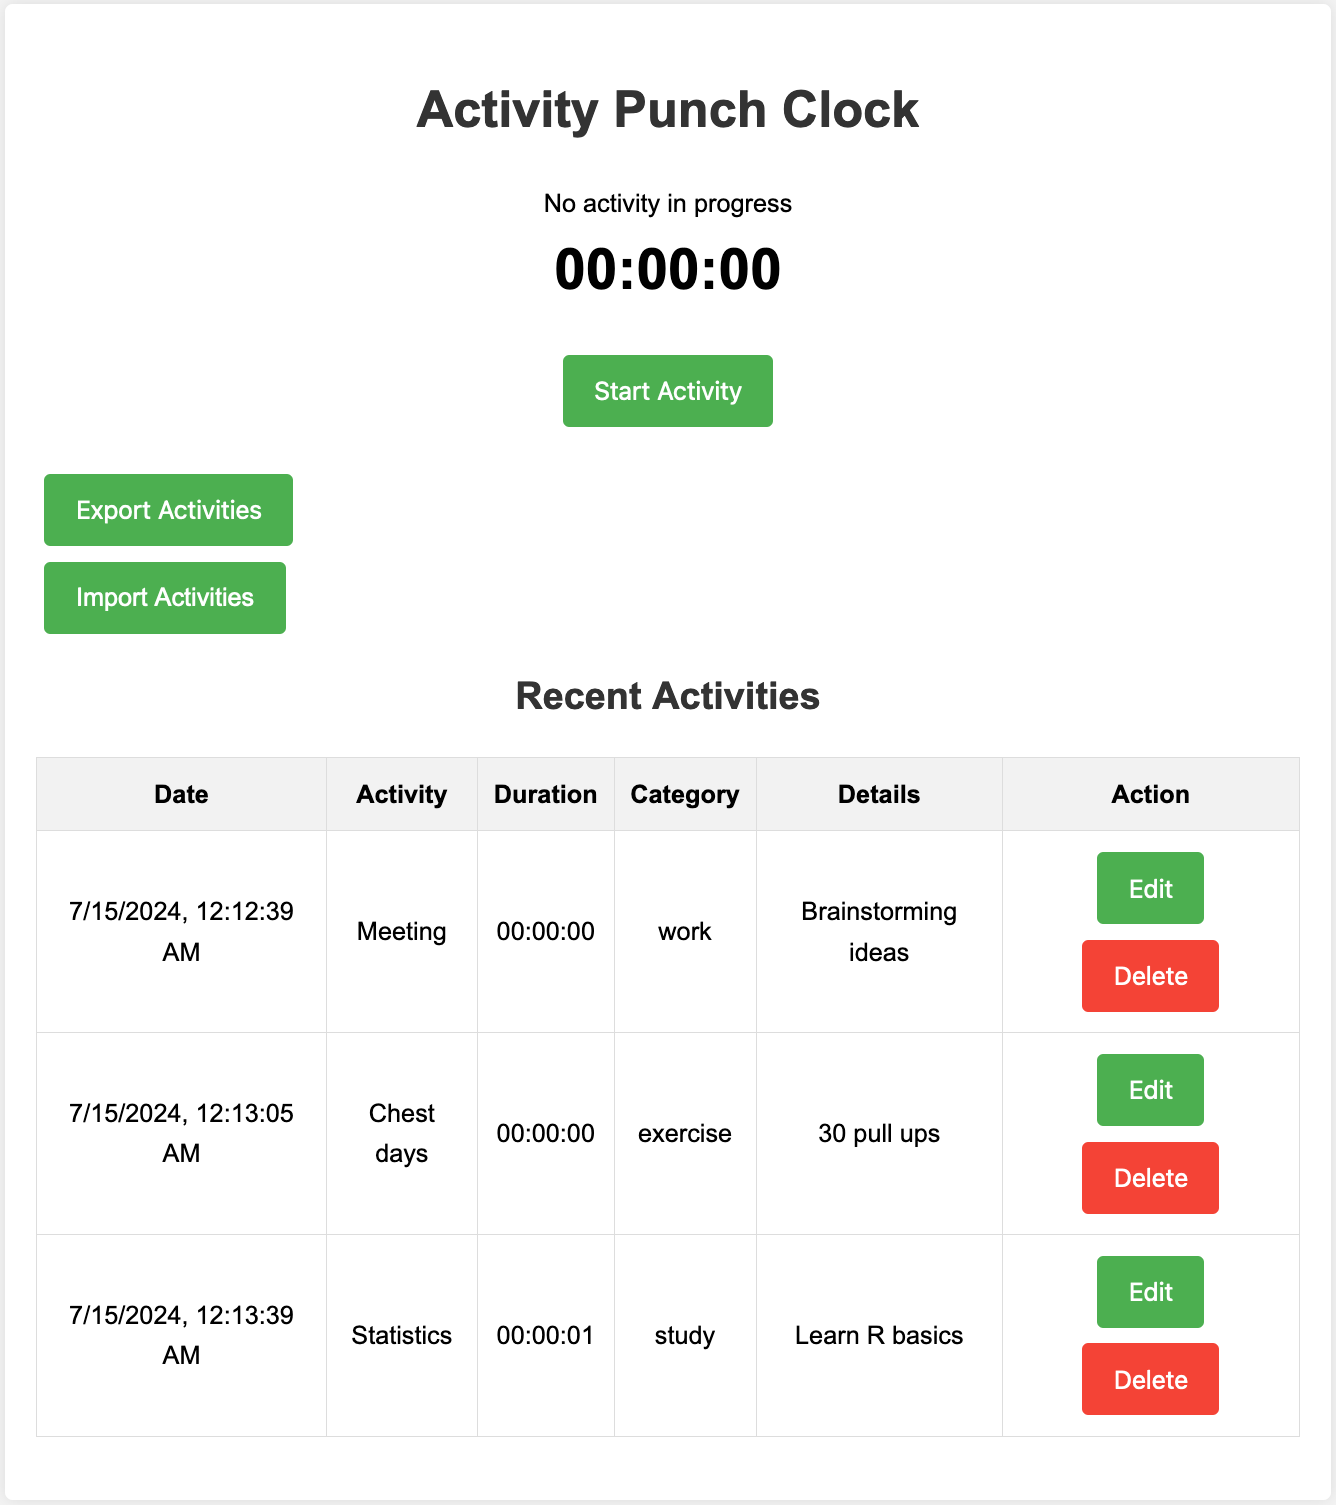 Activity Punch Clock
No activity in progress
00:00:00
Start Activity
Export Activities
Import Activities
Recent Activities
Date Activity Duration Category Details Action
7/15/2024, 12:12:39 AM Meeting 00:00:00 work Brainstorming ideas Edit Delete
7/15/2024, 12:13:05 AM Chest days 00:00:00 exercise 30 pull ups Edit Delete
7/15/2024, 12:13:39 AM Statistics 00:00:01 study Learn R basics Edit Delete